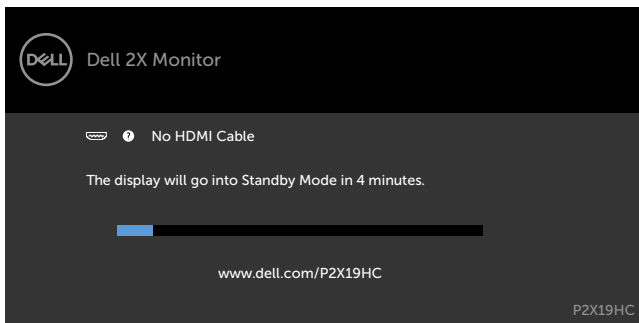 DELL Dell 2X Monitor
? No HDMI Cable
The display will go into Standby Mode in 4 minutes.
www.dell.com/P2X19HC
P2X19HC